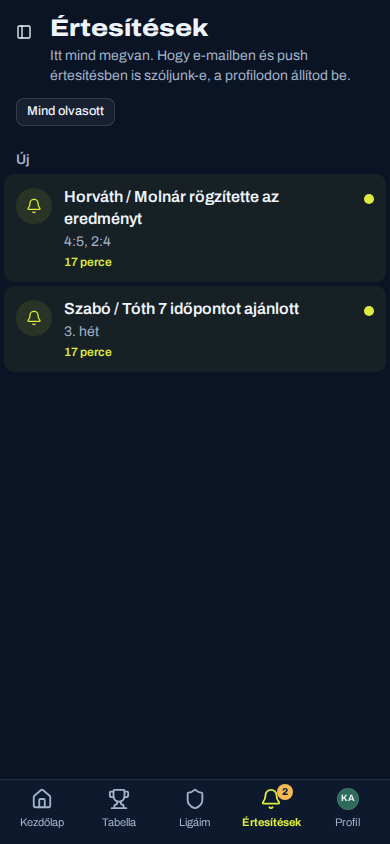 Értesítések
Itt mind megvan. Hogy e-mailben és push
értesítésben is szóljunk-e, a profilodon állítod be.
Mind olvasott
Új
Horváth / Molnár rögzítette az
eredményt
4:5, 2:4
17 perce
Szabó / Tóth 7 időpontot ajánlott
3. hét
17 perce
2
KA
Kezdőlap
Tabella
Ligáim
Értesítések
Profil